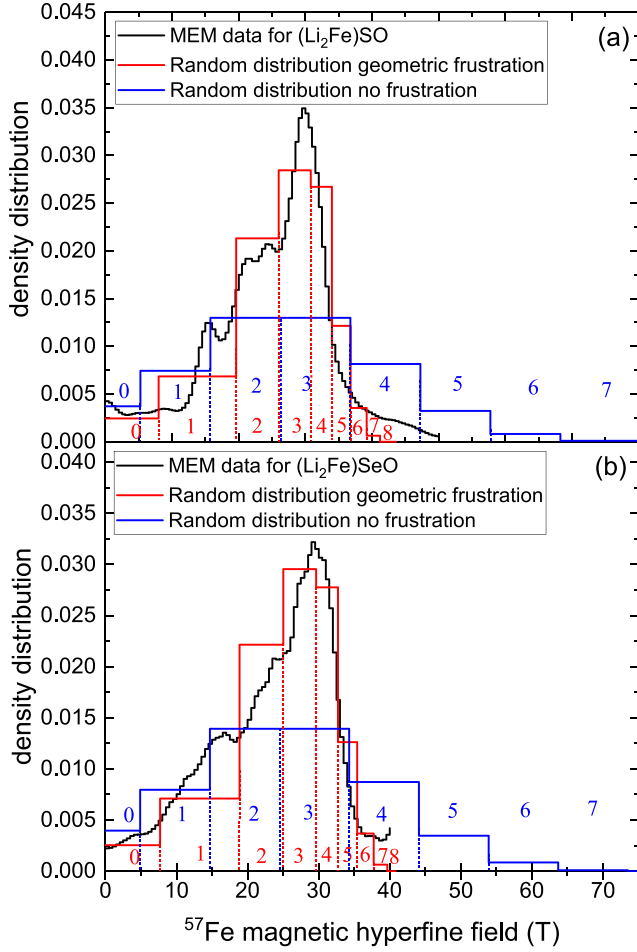 0.045
(a)
MEM data for (Li₂Fe)SO
Random distribution geometric frustration
Random distribution no frustration
0.040
0.035
0.030
0.025
0.020
0.015
0.010
0.005
0.000
density distribution
0 1 2 3 4 5 6 7
0 1 2 3 4 5 6 7 8
(b)
MEM data for (Li₂Fe)SeO
Random distribution geometric frustration
Random distribution no frustration
0.040
0.035
0.030
0.025
0.020
0.015
0.010
0.005
0.000
density distribution
0 1 2 3 4 5 6 7
0 1 2 3 4 5 6 7 8
0 10 20 30 40 50 60 70
⁵⁷Fe magnetic hyperfine field (T)